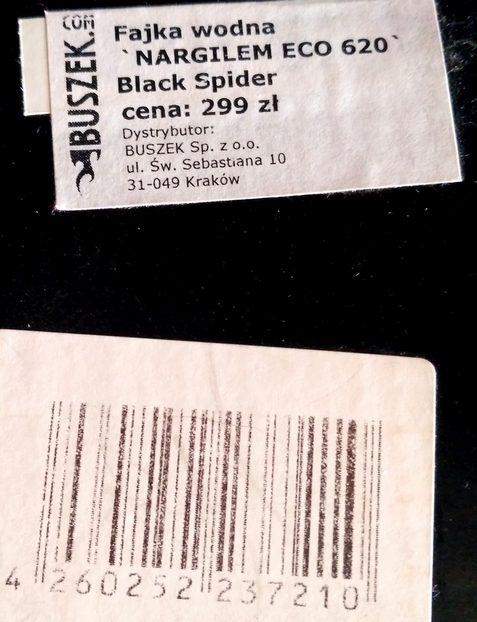 BUSZEK.COM
Fajka wodna
`NARGILEM ECO 620`
Black Spider
cena: 299 zł
Dystrybutor:
BUSZEK Sp. z o.o.
ul. Św. Sebastiana 10
31-049 Kraków
4 260252 237210